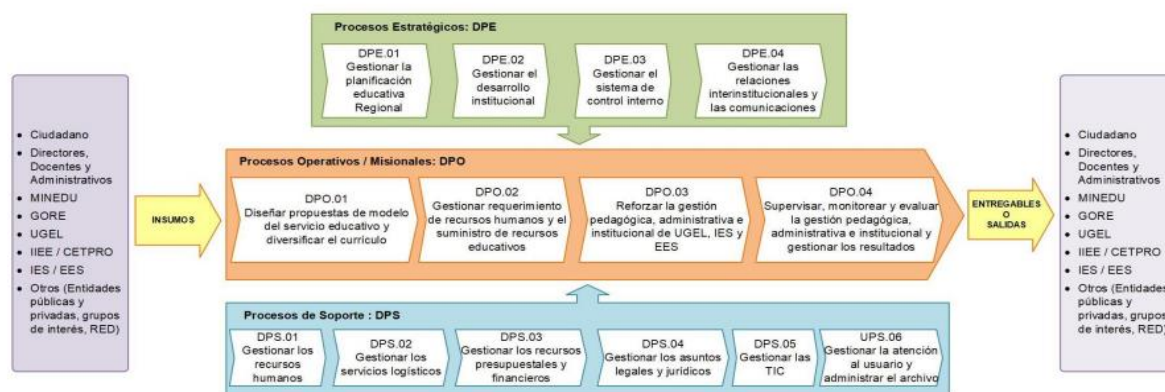 Procesos Estratégicos: DPE
DPE.01
Gestionar la
planificación
educativa
Regional
DPE.02
Gestionar el
desarrollo
institucional
DPE.03
Gestionar el
sistema de
control interno
DPE.04
Gestionar las
relaciones
interinstitucionales y
las comunicaciones
• Ciudadano
• Directores,
Docentes y
Administrativos
• MINEDU
• GORE
• UGEL
• IIEE / CETPRO
• IES / EES
• Otros (Entidades
públicas y
privadas, grupos
de interés, RED)
INSUMOS
Procesos Operativos / Misionales: DPO
DPO.01
Diseñar propuestas de modelo
del servicio educativo y
diversificar el currículo
DPO.02
Gestionar requerimiento
de recursos humanos y el
suministro de recursos
educativos
DPO.03
Reforzar la gestión
pedagógica, administrativa e
institucional de UGEL, IES y
EES
DPO.04
Supervisar, monitorear y evaluar
la gestión pedagógica,
administrativa e institucional y
gestionar los resultados
ENTREGABLES
O
SALIDAS
• Ciudadano
• Directores,
Docentes y
Administrativos
• MINEDU
• GORE
• UGEL
• IIEE / CETPRO
• IES / EES
• Otros (Entidades
públicas y
privadas, grupos
de interés, RED)
Procesos de Soporte : DPS
DPS.01
Gestionar los
recursos
humanos
DPS.02
Gestionar los
servicios logísticos
DPS.03
Gestionar los recursos
presupuestales y
financieros
DPS.04
Gestionar los asuntos
legales y jurídicos
DPS.05
Gestionar las
TIC
UPS.06
Gestionar la atención
al usuario y
administrar el archivo